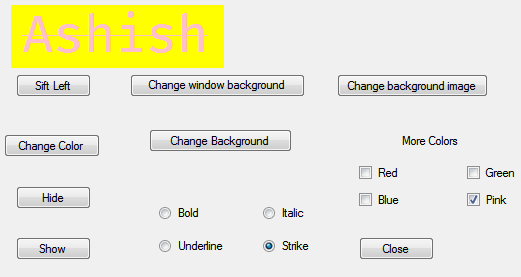 Ashish
Sift Left
Change window background
Change background image
Change Color
Change Background
More Colors
Red
Green
Hide
Blue
Pink
Bold
Italic
Show
Underline
Strike
Close